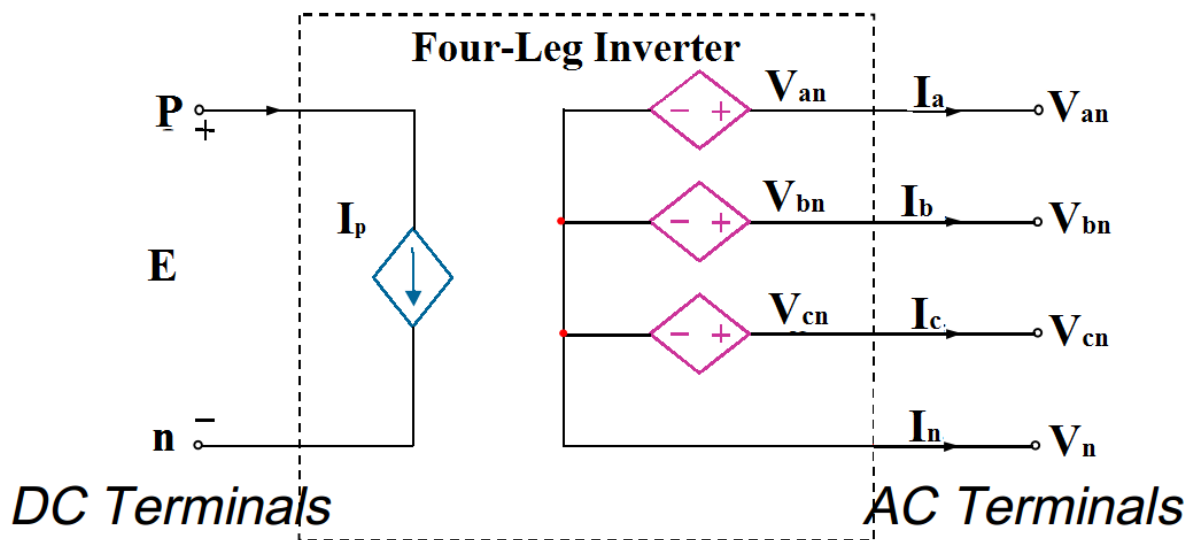 Four-Leg Inverter
P
+
Ip
E
−
n
− +
Van
Ia
Van
− +
Vbn
Ib
Vbn
− +
Vcn
Ic
Vcn
In
Vn
DC Terminals
AC Terminals